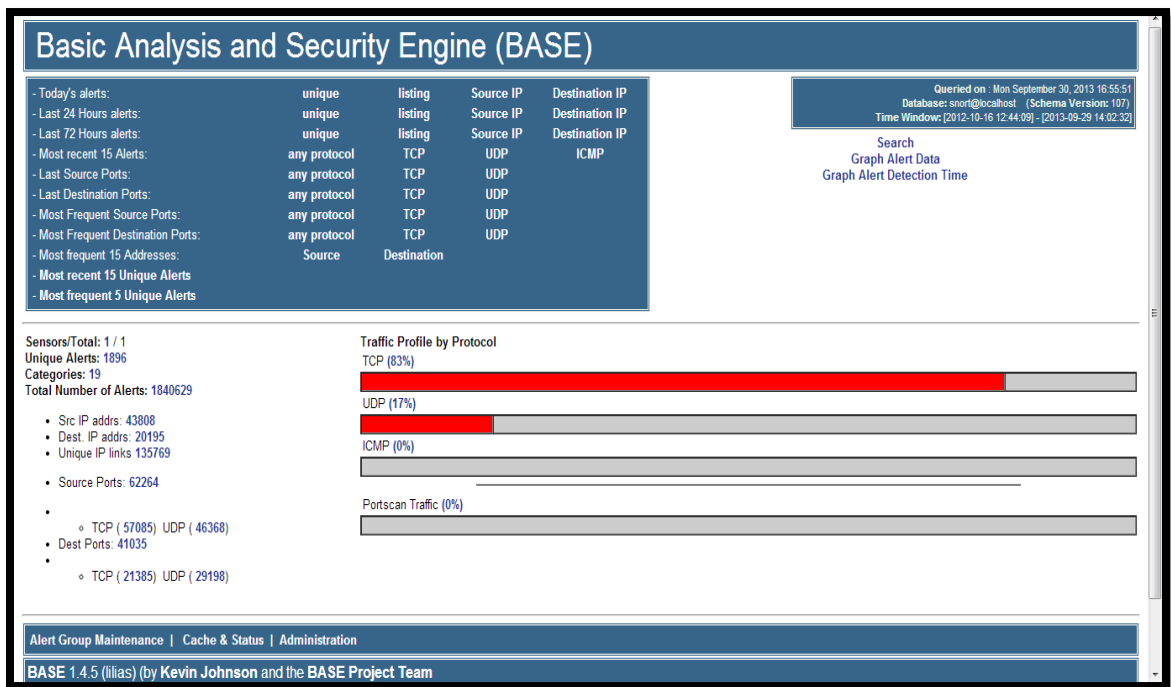 Basic Analysis and Security Engine (BASE)
- Today's alerts: unique listing Source IP Destination IP
- Last 24 Hours alerts: unique listing Source IP Destination IP
- Last 72 Hours alerts: unique listing Source IP Destination IP
- Most recent 15 Alerts: any protocol TCP UDP ICMP
- Last Source Ports: any protocol TCP UDP
- Last Destination Ports: any protocol TCP UDP
- Most Frequent Source Ports: any protocol TCP UDP
- Most Frequent Destination Ports: any protocol TCP UDP
- Most frequent 15 Addresses: Source Destination
- Most recent 15 Unique Alerts
- Most frequent 5 Unique Alerts
Queried on : Mon September 30, 2013 16:55:51
Database: snort@localhost (Schema Version: 107)
Time Window: [2012-10-16 12:44:09] - [2013-09-29 14:02:32]
Search
Graph Alert Data
Graph Alert Detection Time
Sensors/Total: 1 / 1
Unique Alerts: 1896
Categories: 19
Total Number of Alerts: 1840629
• Src IP addrs: 43808
• Dest. IP addrs: 20195
• Unique IP links 135769
• Source Ports: 62264
•
◦ TCP ( 57085) UDP ( 46368)
• Dest Ports: 41035
•
◦ TCP ( 21385) UDP ( 29198)
Traffic Profile by Protocol
TCP (83%)
UDP (17%)
ICMP (0%)
Portscan Traffic (0%)
Alert Group Maintenance | Cache & Status | Administration
BASE 1.4.5 (lilias) (by Kevin Johnson and the BASE Project Team